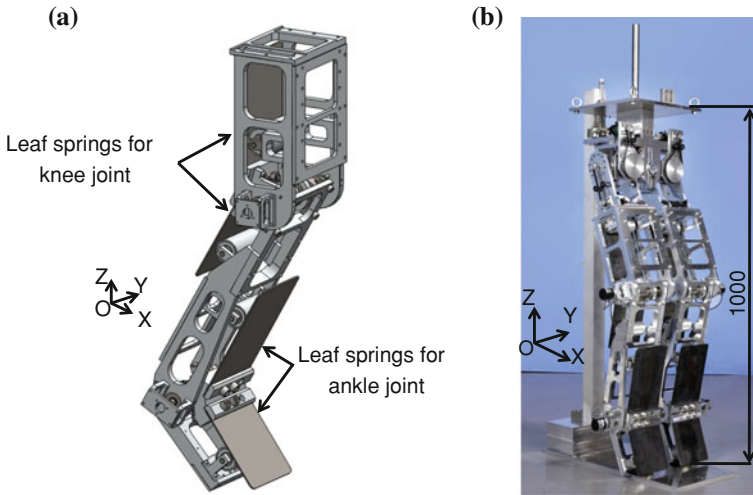 (a)
Leaf springs for
knee joint
Z
Y
O
X
Leaf springs for
ankle joint
(b)
Z
Y
O
X
1000